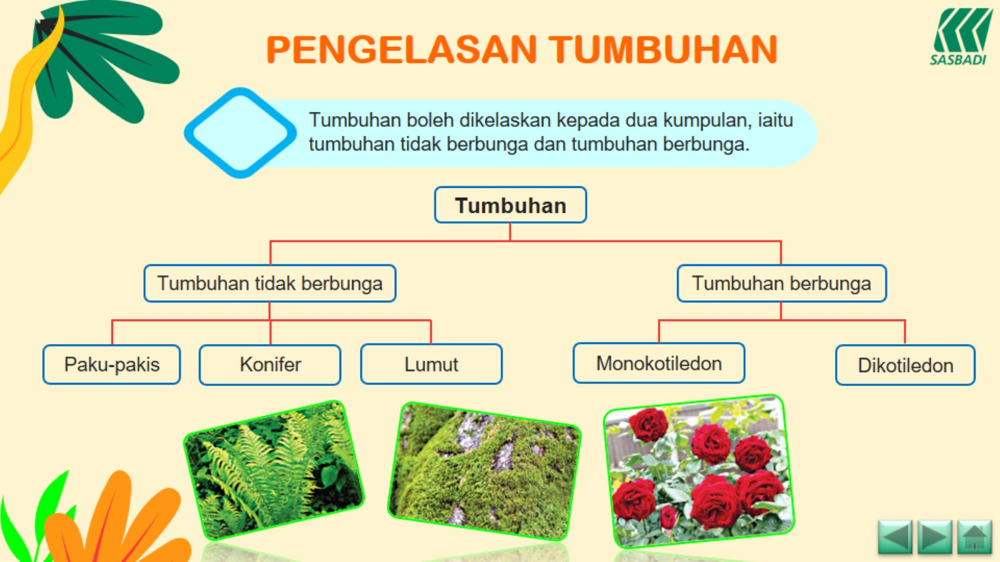 PENGELASAN TUMBUHAN
SASBADI
Tumbuhan boleh dikelaskan kepada dua kumpulan, iaitu
tumbuhan tidak berbunga dan tumbuhan berbunga.
Tumbuhan
Tumbuhan tidak berbunga
Tumbuhan berbunga
Paku-pakis
Konifer
Lumut
Monokotiledon
Dikotiledon